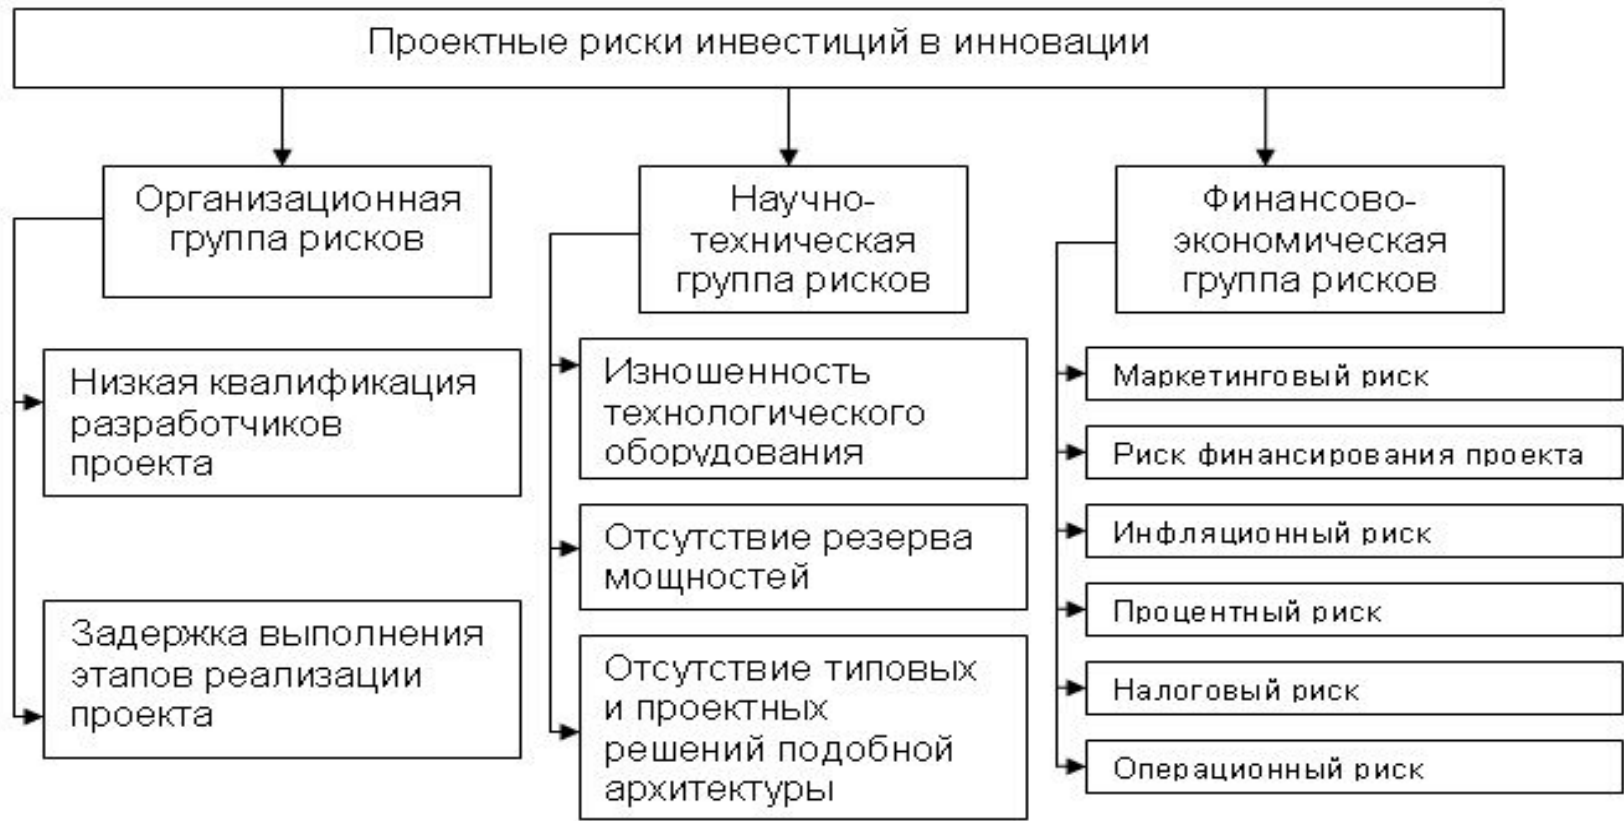 Проектные риски инвестиций в инновации
Организационная
группа рисков
Низкая квалификация
разработчиков
проекта
Задержка выполнения
этапов реализации
проекта
Научно-
техническая
группа рисков
Изношенность
технологического
оборудования
Отсутствие резерва
мощностей
Отсутствие типовых
и проектных
решений подобной
архитектуры
Финансово-
экономическая
группа рисков
Маркетинговый риск
Риск финансирования проекта
Инфляционный риск
Процентный риск
Налоговый риск
Операционный риск